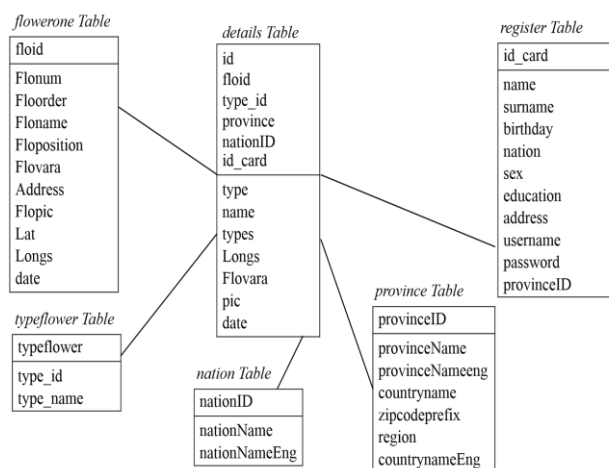 flowerone Table
floid
Flonum
Floorder
Floname
Floposition
Flovara
Address
Flopic
Lat
Longs
date
details Table
id
floid
type_id
province
nationID
id_card
type
name
types
Longs
Flovara
pic
date
register Table
id_card
name
surname
birthday
nation
sex
education
address
username
password
provinceID
typeflower Table
typeflower
type_id
type_name
nation Table
nationID
nationName
nationNameEng
province Table
provinceID
provinceName
provinceNameeng
countryname
zipcodeprefix
region
countrynameEng